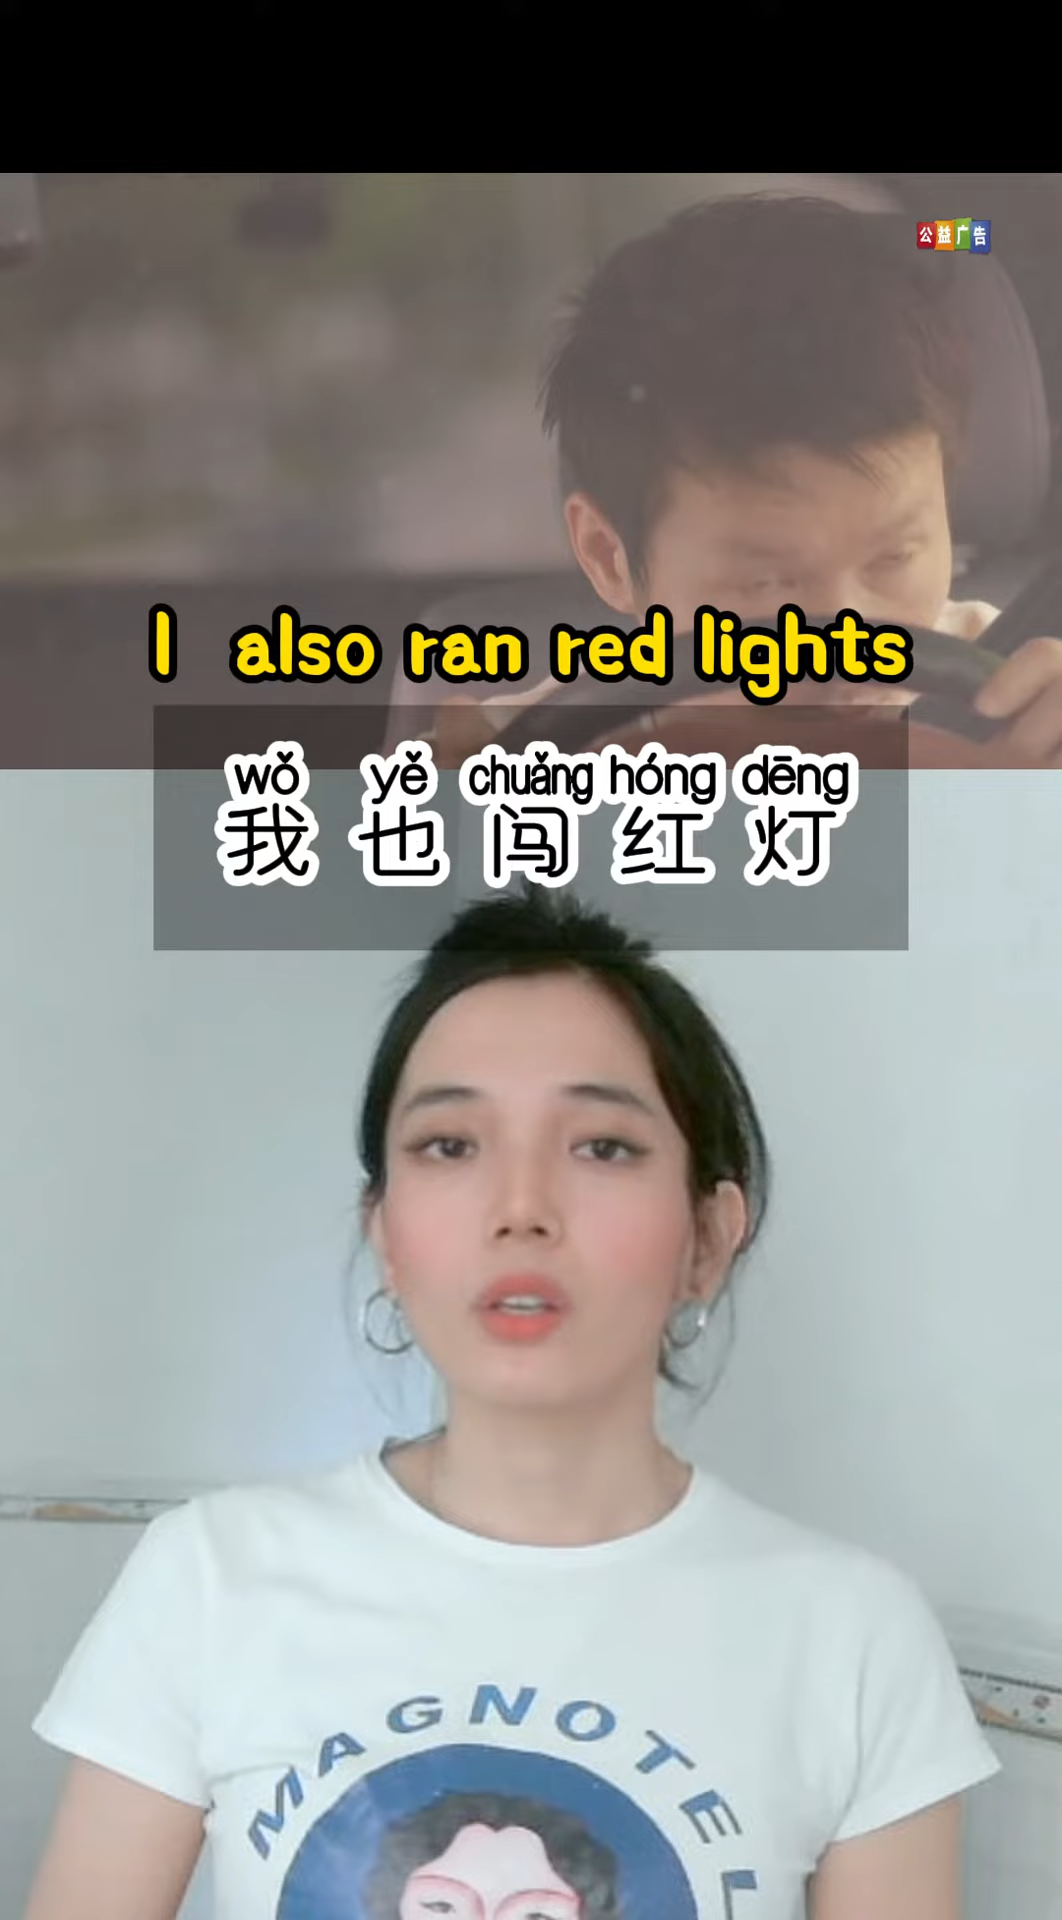 公益广告
I also ran red lights
wǒ yě chuǎng hóng dēng
我 也 闯 红 灯
MAGNOTEL